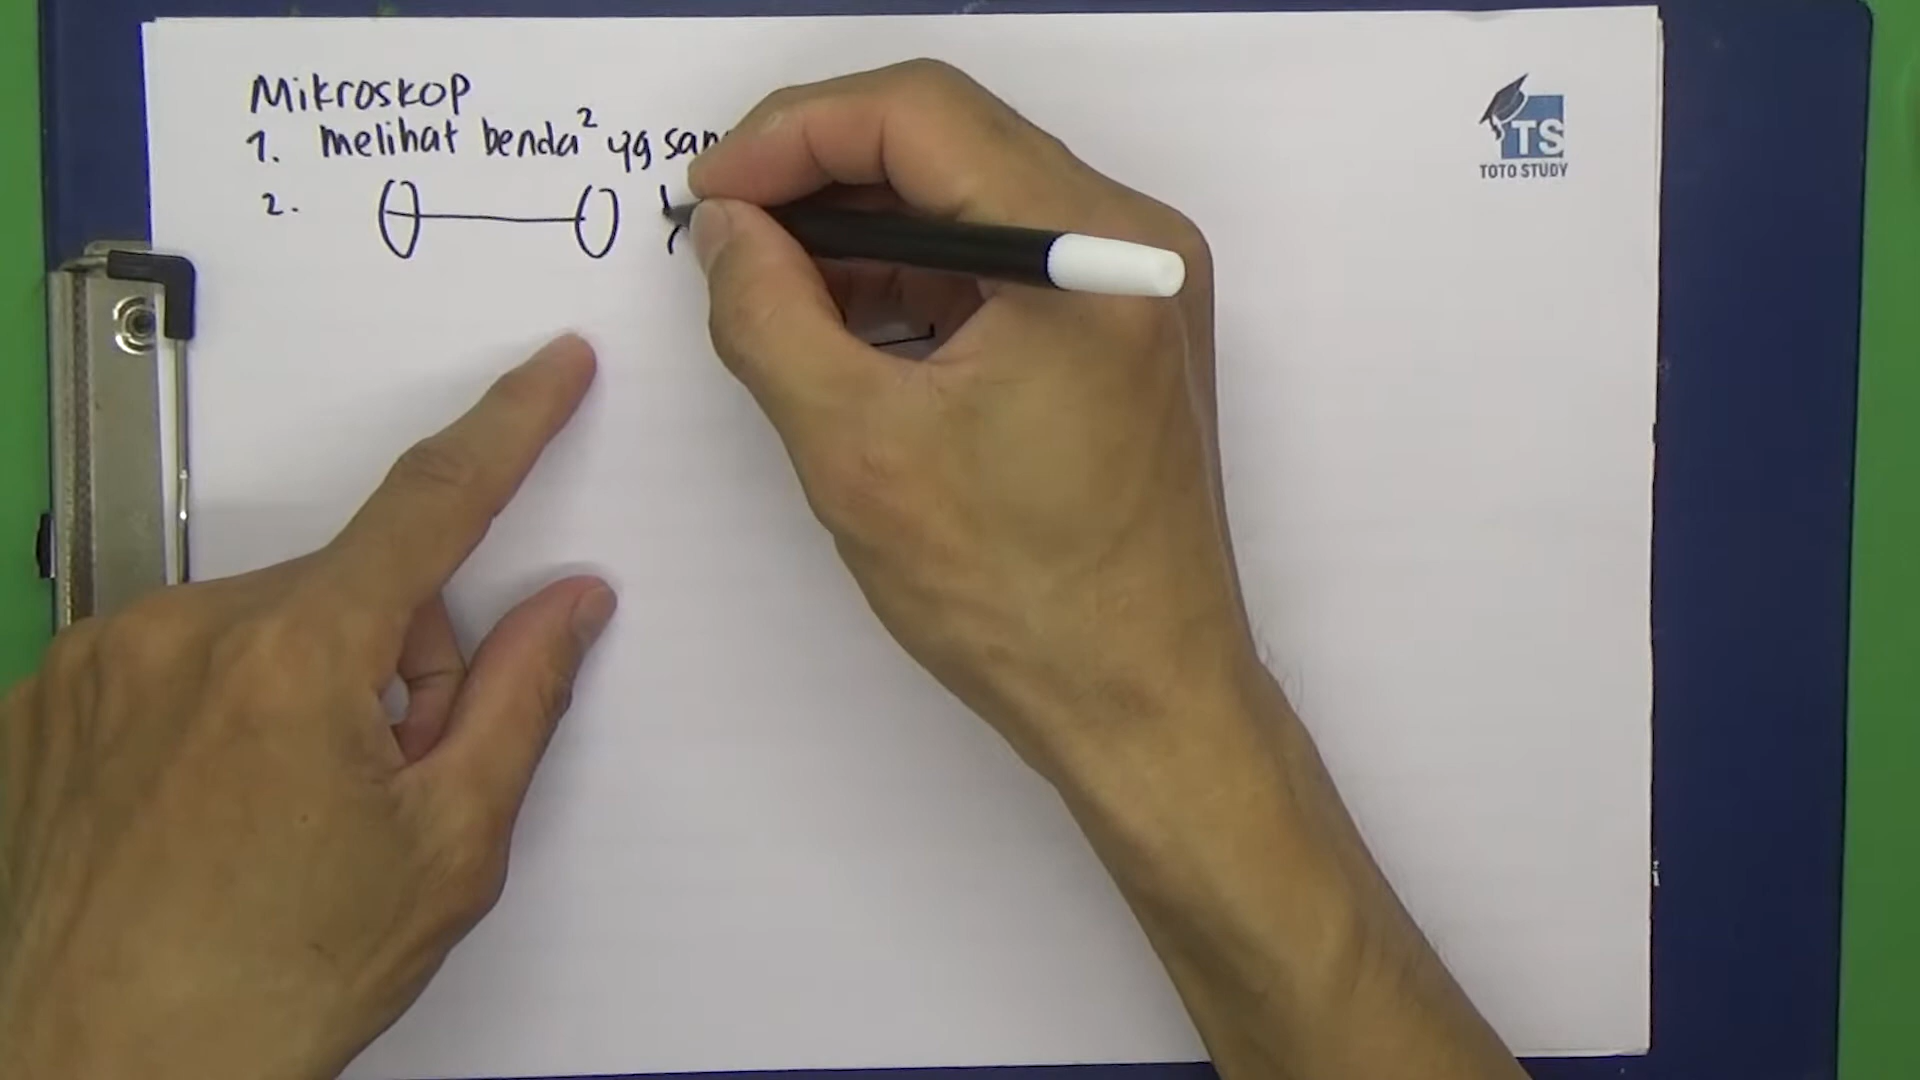 Mikroskop
1. melihat benda² yg
2.
TS
TOTO STUDY